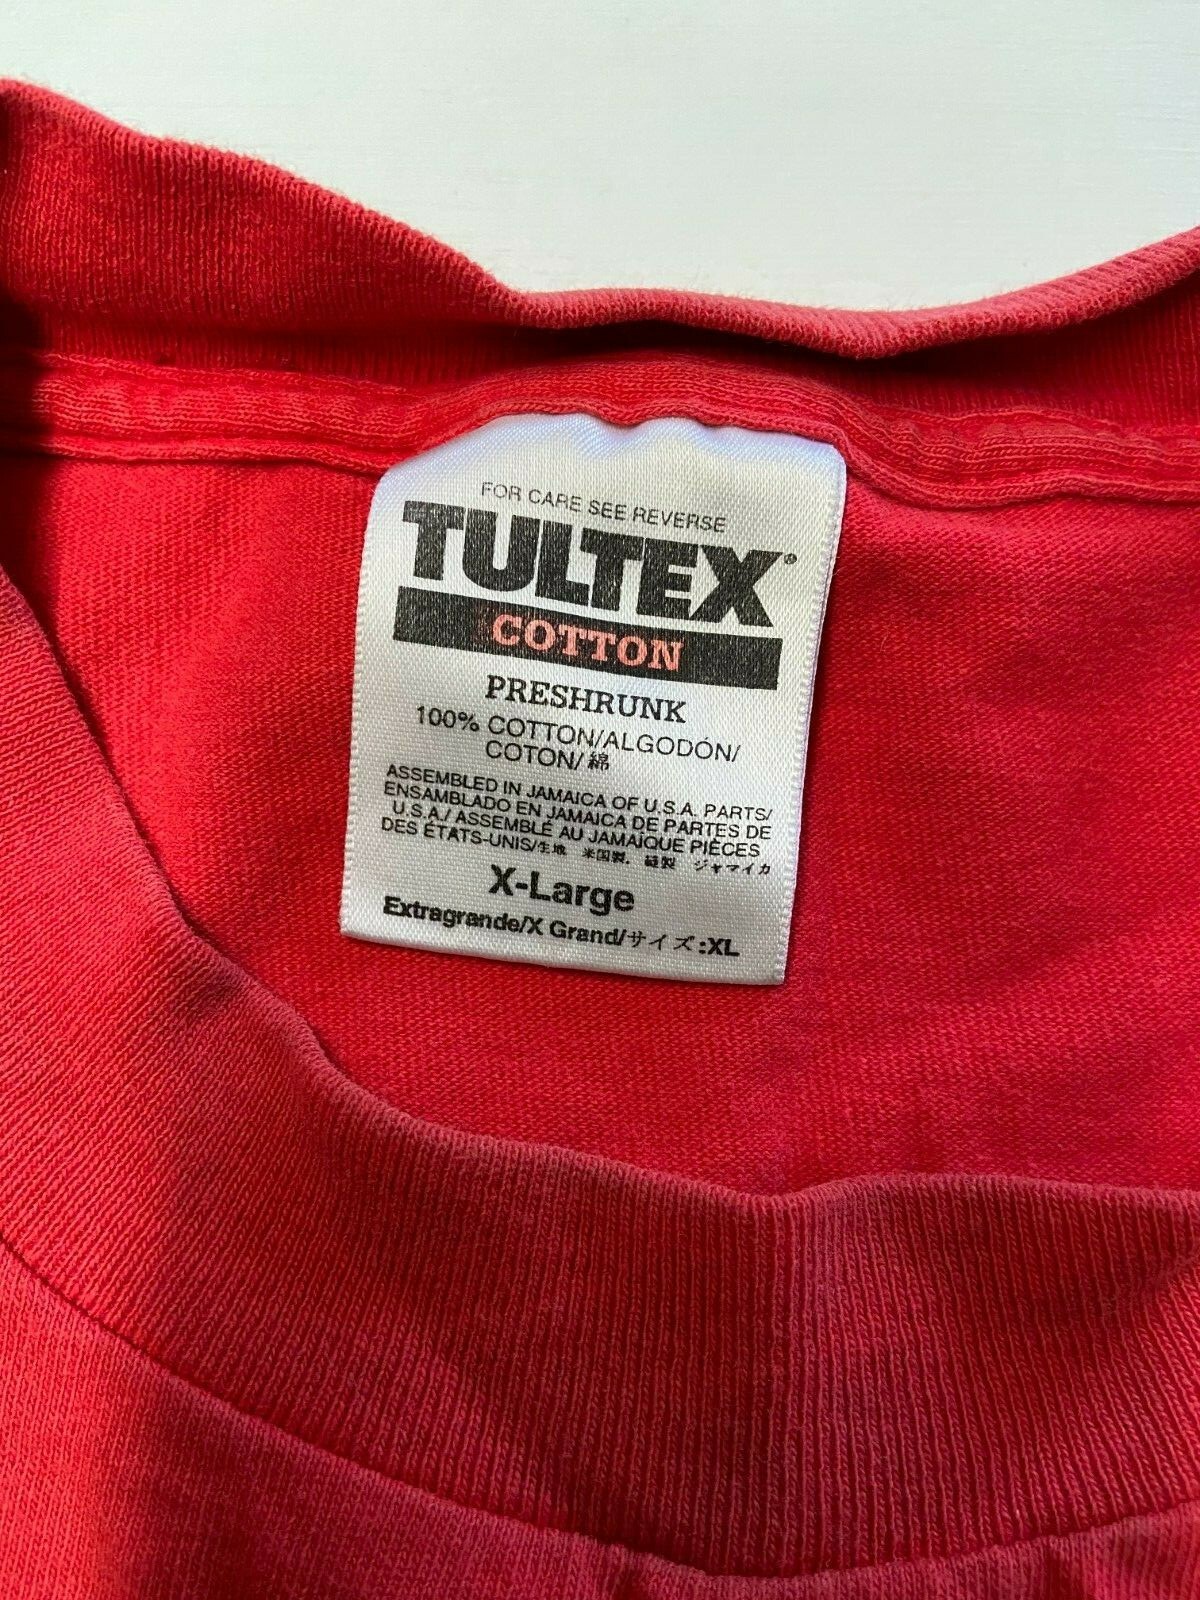 FOR CARE SEE REVERSE
TULTEX®
COTTON
PRESHRUNK
100% COTTON/ALGODÓN/
COTON/綿
ASSEMBLED IN JAMAICA OF U.S.A. PARTS/
ENSAMBLADO EN JAMAICA DE PARTES DE
U.S.A./ ASSEMBLÉ AU JAMAÏQUE PIÈCES
DES ÉTATS-UNIS/生地 米国製. 縫製 ジャマイカ
X-Large
Extragrande/X Grand/サイズ:XL